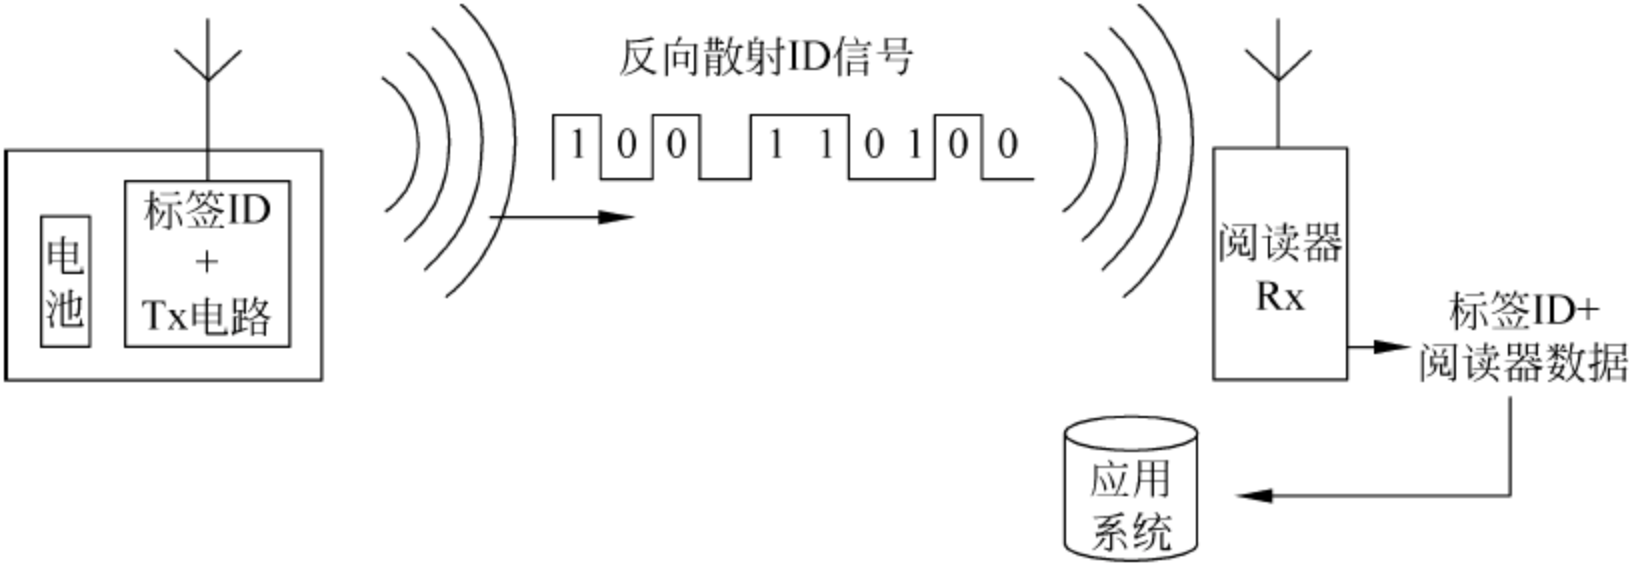 反向散射ID信号
1 0 0 1 1 0 1 0 0
标签ID
+
Tx电路
电
池
阅读器
Rx
标签ID+
阅读器数据
应用
系统